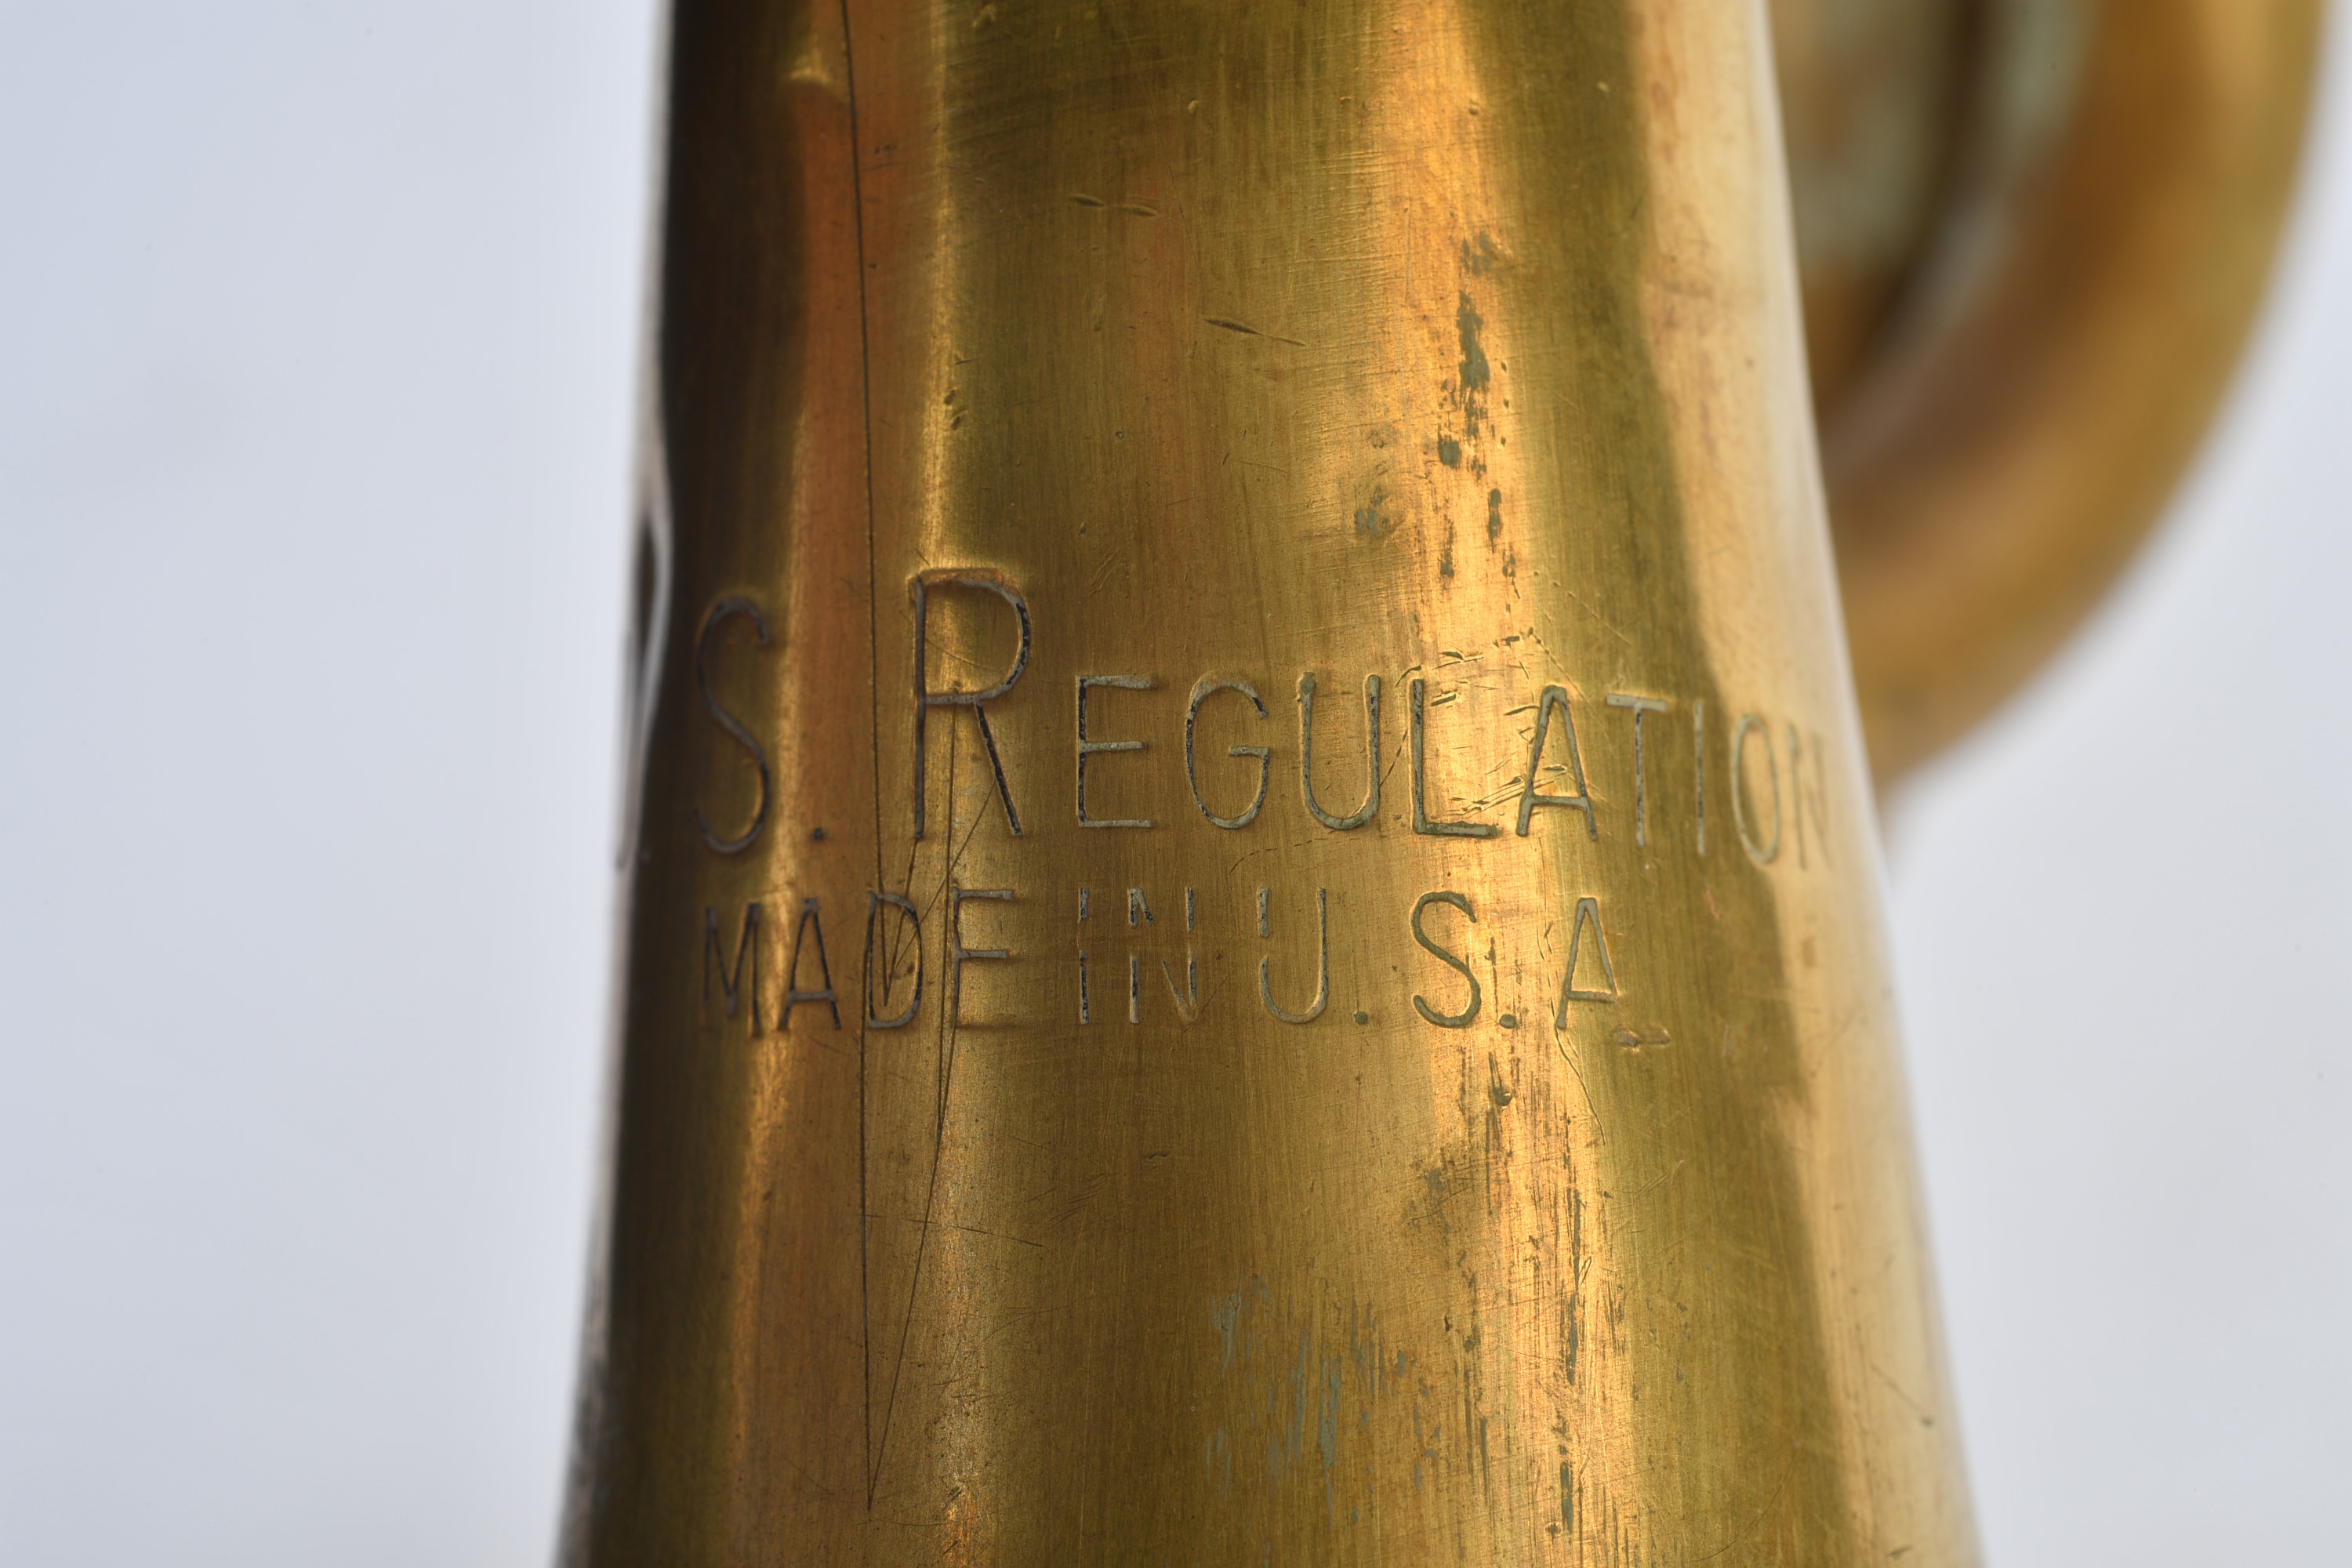 S. REGULATION
MADE IN U.S.A